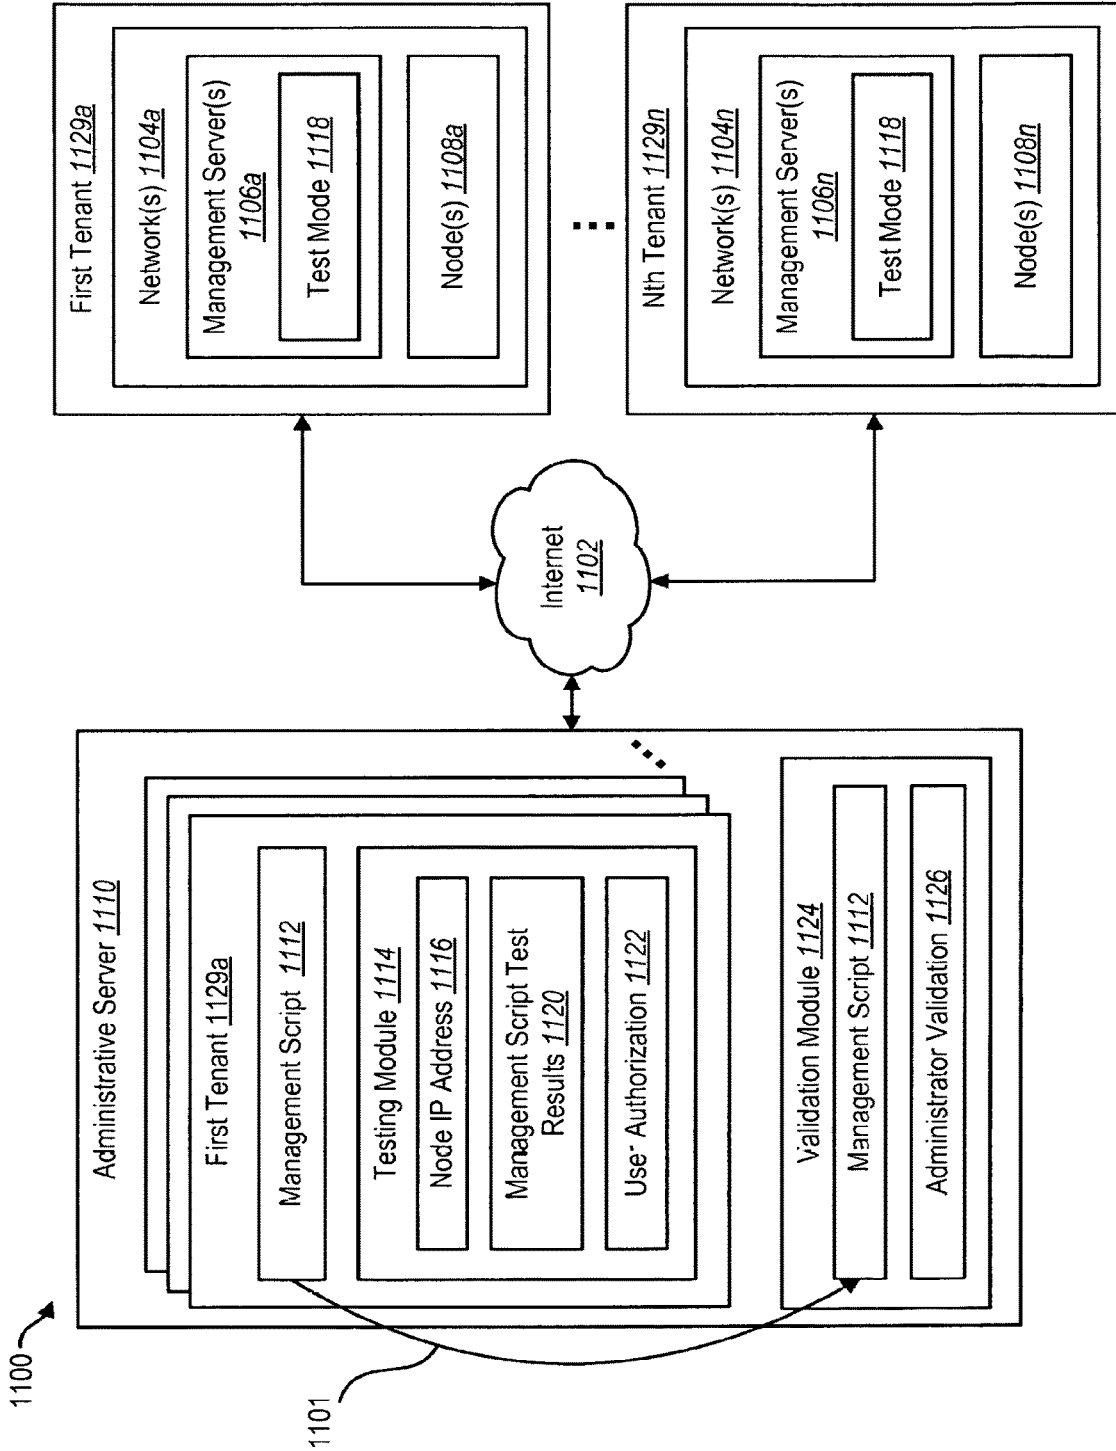 1100
1101
Administrative Server 1110
First Tenant 1129a
Management Script 1112
Testing Module 1114
Node IP Address 1116
Management Script Test
Results 1120
User Authorization 1122
Validation Module 1124
Management Script 1112
Administrator Validation 1126
Internet
1102
First Tenant 1129a
Network(s) 1104a
Management Server(s)
1106a
Test Mode 1118
Node(s) 1108a
Nth Tenant 1129n
Network(s) 1104n
Management Server(s)
1106n
Test Mode 1118
Node(s) 1108n